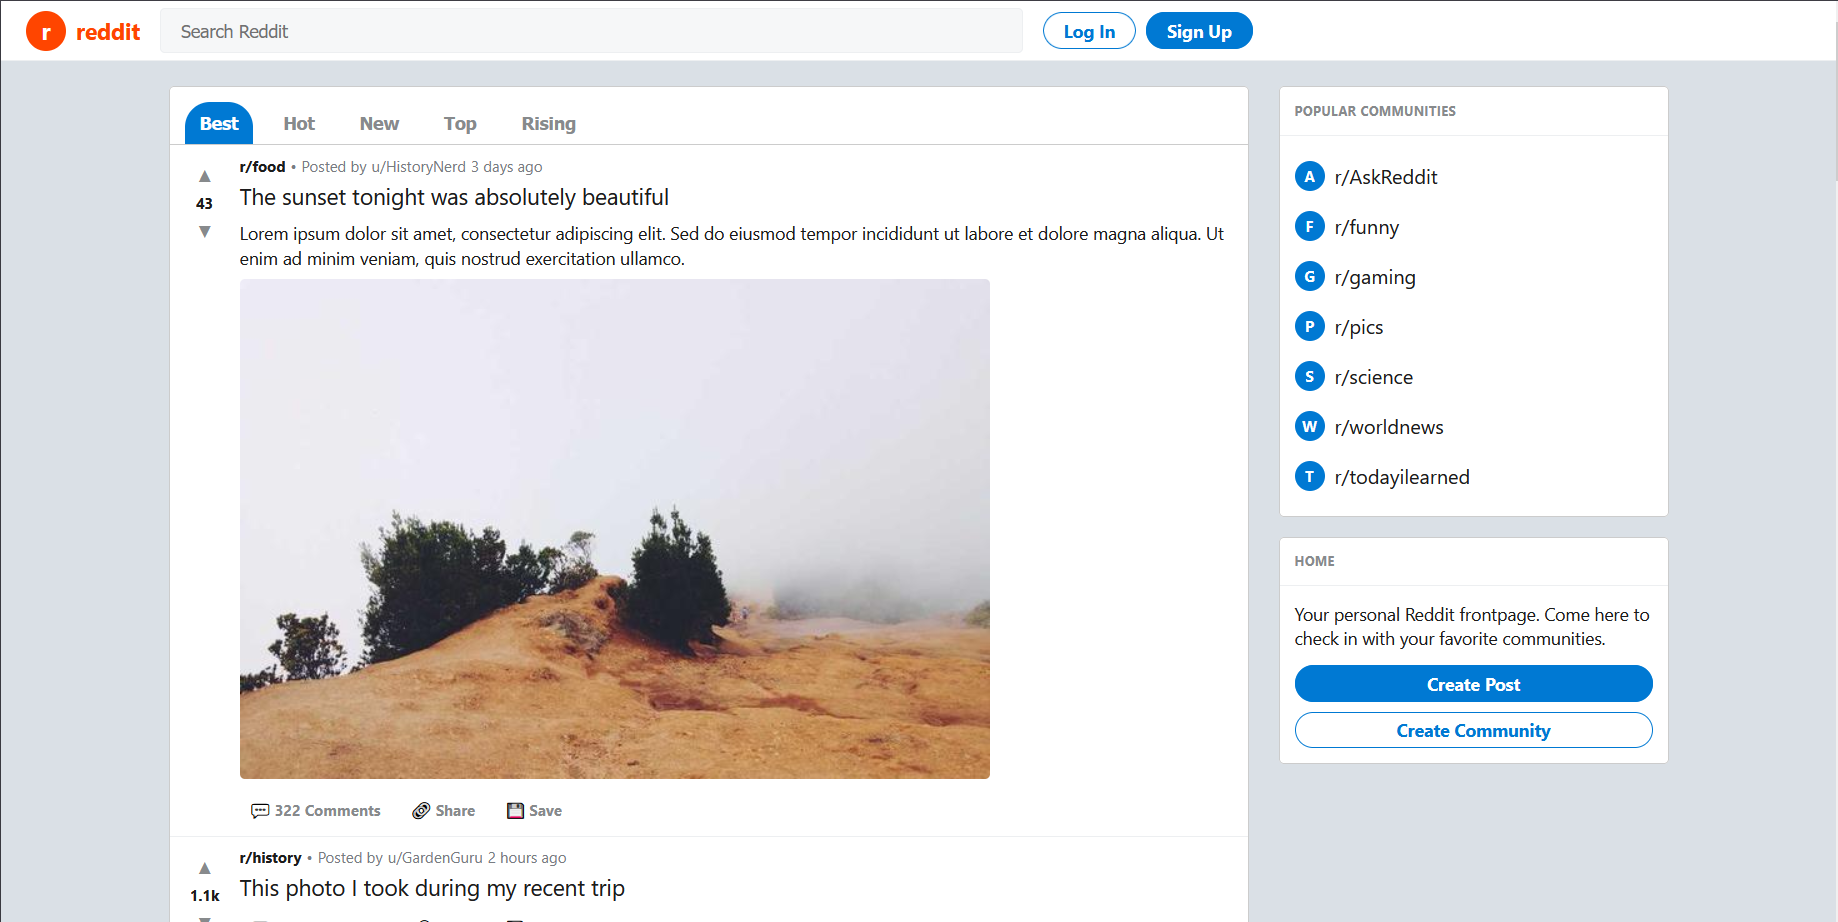 r reddit Search Reddit Log In Sign Up
Best Hot New Top Rising
r/food • Posted by u/HistoryNerd 3 days ago
43
The sunset tonight was absolutely beautiful
Lorem ipsum dolor sit amet, consectetur adipiscing elit. Sed do eiusmod tempor incididunt ut labore et dolore magna aliqua. Ut
enim ad minim veniam, quis nostrud exercitation ullamco.
322 Comments Share Save
r/history • Posted by u/GardenGuru 2 hours ago
1.1k
This photo I took during my recent trip
POPULAR COMMUNITIES
A r/AskReddit
F r/funny
G r/gaming
P r/pics
S r/science
W r/worldnews
T r/todayilearned
HOME
Your personal Reddit frontpage. Come here to
check in with your favorite communities.
Create Post
Create Community